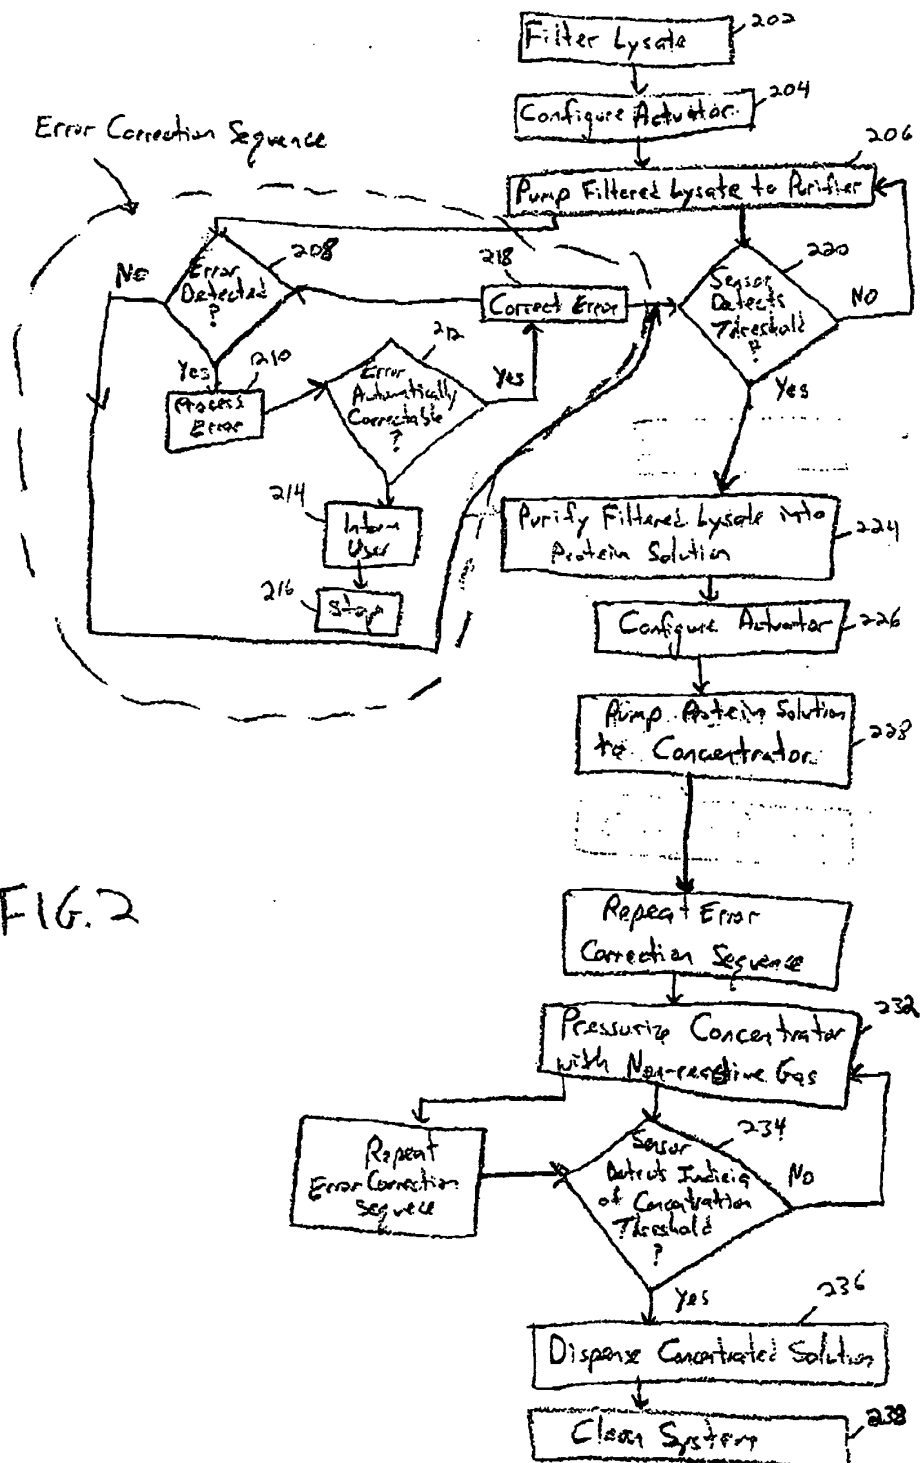 202
Filter Lysate
204
Configure Actuator
Error Correction Sequence
206
Pump Filtered Lysate to Purifier
208
218
220
NO
Error
Detected
?
Correct Error
Sensor
Detects
Threshold
?
NO
Yes
210
212
Process
Error
Error
Automatically
Correctable
?
Yes
Yes
214
Inform
User
Purify Filtered Lysate into
Protein Solution
224
216
Stop
Configure Actuator
226
Pump Protein Solution
to Concentrator
228
FIG. 2
Repeat Error
Correction Sequence
232
Pressurize Concentrator
with Non-reactive Gas
234
Repeat
Error Correction
Sequece
Sensor
Detects Indicia
of Concentration
Threshold
?
No
Yes
236
Dispense Concentrated Solution
238
Clean System